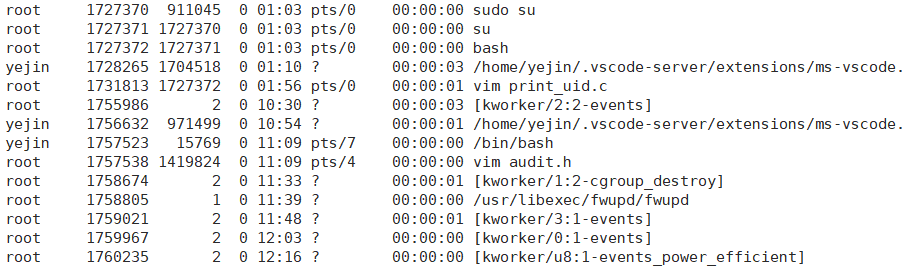 root     1727370  911045  0 01:03 pts/0    00:00:00 sudo su
root     1727371 1727370  0 01:03 pts/0    00:00:00 su
root     1727372 1727371  0 01:03 pts/0    00:00:00 bash
yejin    1728265 1704518  0 01:10 ?        00:00:03 /home/yejin/.vscode-server/extensions/ms-vscode.
root     1731813 1727372  0 01:56 pts/0    00:00:01 vim print_uid.c
root     1755986       2  0 10:30 ?        00:00:03 [kworker/2:2-events]
yejin    1756632  971499  0 10:54 ?        00:00:01 /home/yejin/.vscode-server/extensions/ms-vscode.
yejin    1757523   15769  0 11:09 pts/7    00:00:00 /bin/bash
root     1757538 1419824  0 11:09 pts/4    00:00:00 vim audit.h
root     1758674       2  0 11:33 ?        00:00:01 [kworker/1:2-cgroup_destroy]
root     1758805       1  0 11:39 ?        00:00:00 /usr/libexec/fwupd/fwupd
root     1759021       2  0 11:48 ?        00:00:01 [kworker/3:1-events]
root     1759967       2  0 12:03 ?        00:00:00 [kworker/0:1-events]
root     1760235       2  0 12:16 ?        00:00:00 [kworker/u8:1-events_power_efficient]